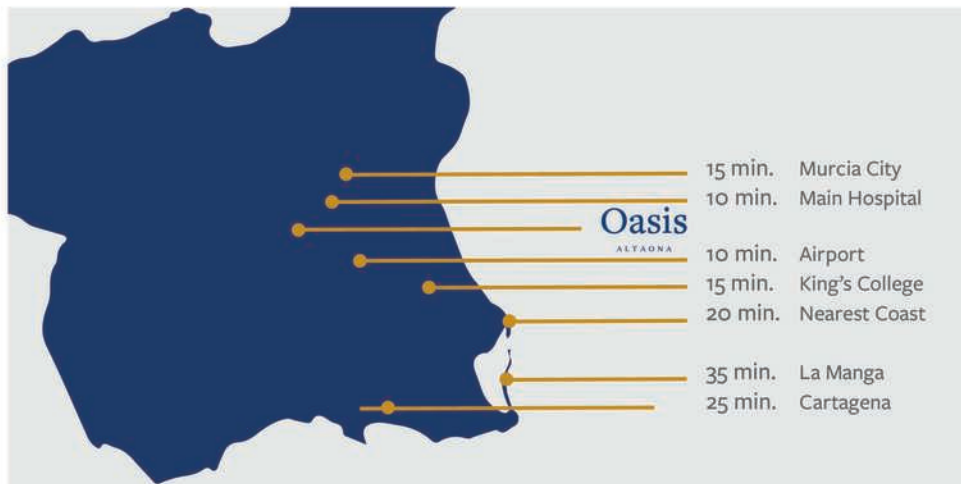 15 min. Murcia City
10 min. Main Hospital
Oasis
ALTAONA
10 min. Airport
15 min. King's College
20 min. Nearest Coast
35 min. La Manga
25 min. Cartagena